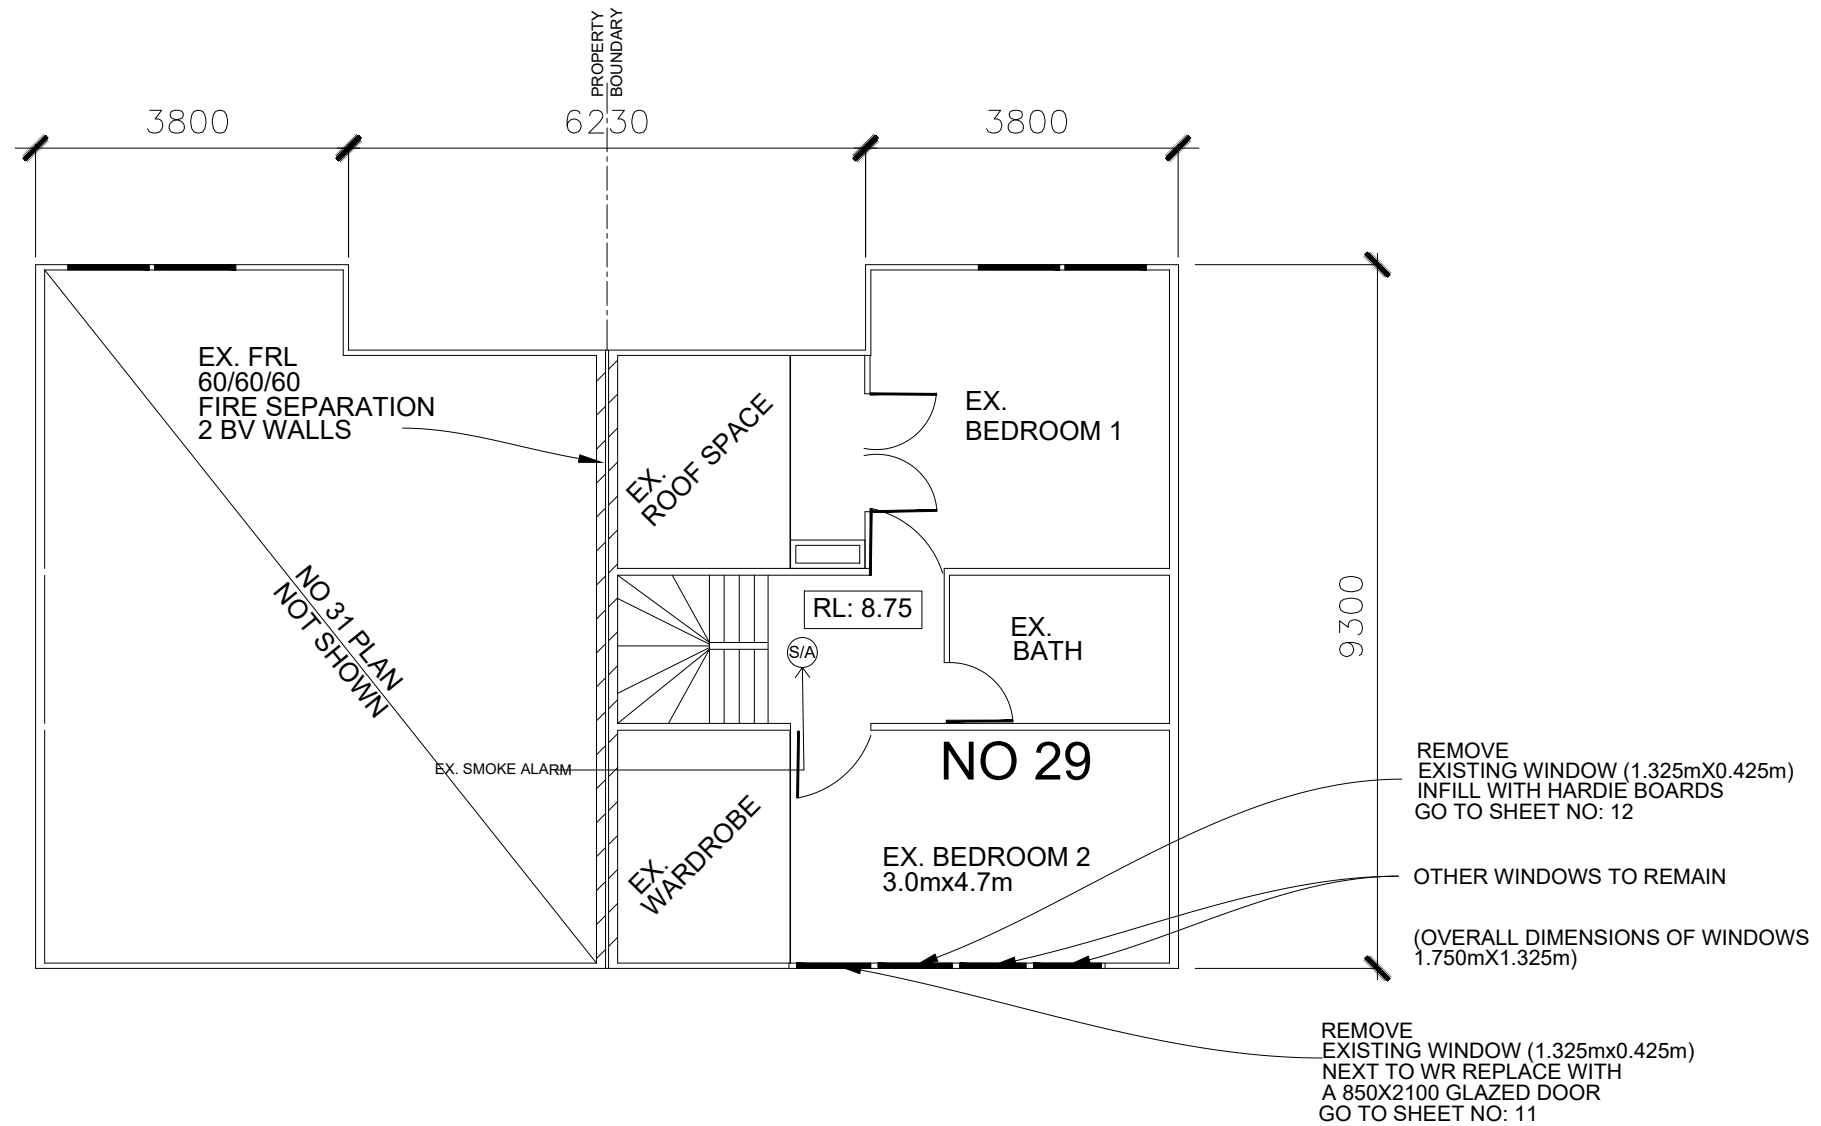 PROPERTY
BOUNDARY
3800
6230
3800
EX. FRL
60/60/60
FIRE SEPARATION
2 BV WALLS
EX.
ROOF SPACE
EX.
BEDROOM 1
NO 31 PLAN
NOT SHOWN
RL: 8.75
S/A
EX.
BATH
9300
EX. SMOKE ALARM
NO 29
EX.
WARDROBE
EX. BEDROOM 2
3.0mx4.7m
REMOVE
EXISTING WINDOW (1.325mX0.425m)
INFILL WITH HARDIE BOARDS
GO TO SHEET NO: 12
OTHER WINDOWS TO REMAIN
(OVERALL DIMENSIONS OF WINDOWS
1.750mX1.325m)
REMOVE
EXISTING WINDOW (1.325mx0.425m)
NEXT TO WR REPLACE WITH
A 850X2100 GLAZED DOOR
GO TO SHEET NO: 11